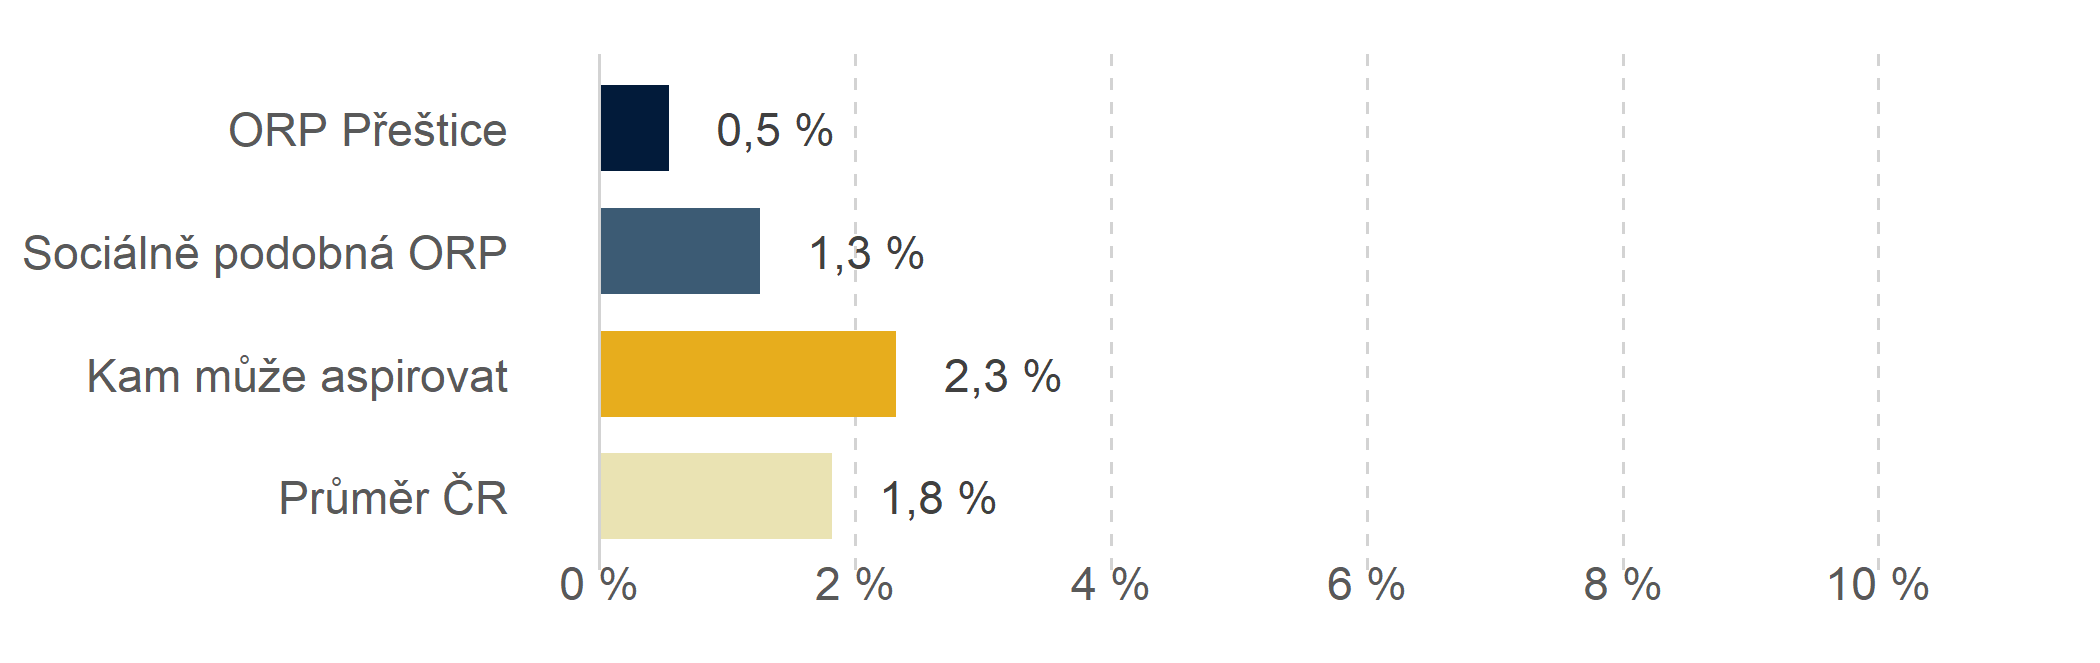 ORP Přeštice 0,5 %
Sociálně podobná ORP 1,3 %
Kam může aspirovat 2,3 %
Průměr ČR 1,8 %
0 % 2 % 4 % 6 % 8 % 10 %